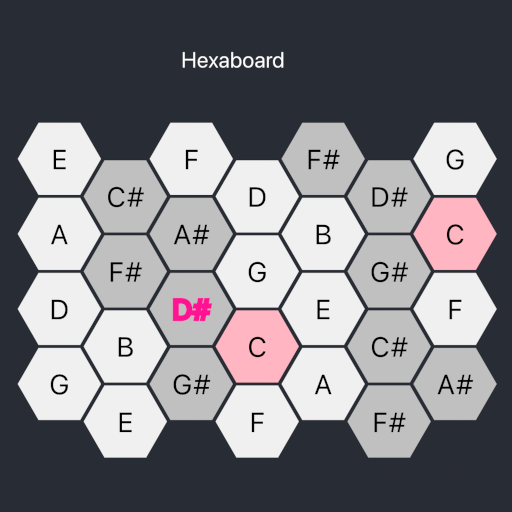 Hexaboard
E F F# G
C# D D#
A A# B C
F# G G#
D D# E F
B C C#
G G# A A#
E F F#